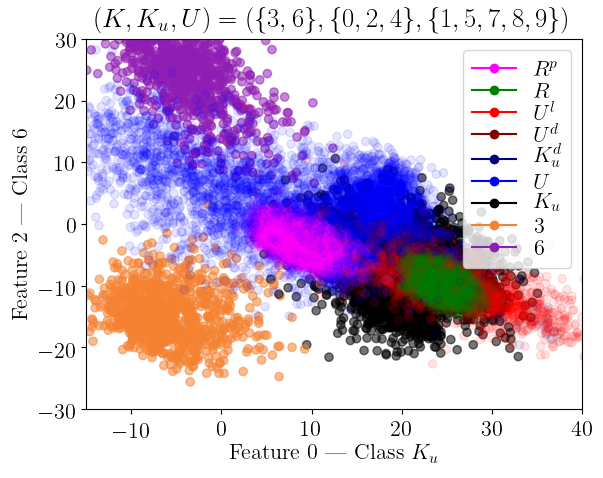 (K, K_u, U) = ({3, 6}, {0, 2, 4}, {1, 5, 7, 8, 9})
30
20
10
0
−10
−20
−30
Feature 2 — Class 6
R^p
R
U^l
U^d
K_u^d
U
K_u
3
6
−10
0
10
20
30
40
Feature 0 — Class K_u